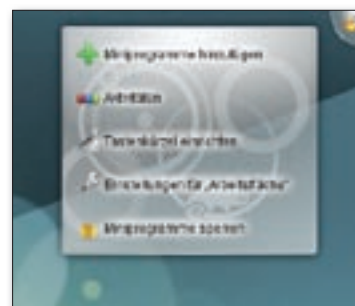 Miniprogramme hinzufügen
Aktivitäten
Tastenkürzel einrichten
Einstellungen für „Arbeitsfläche“
Miniprogramme sperren